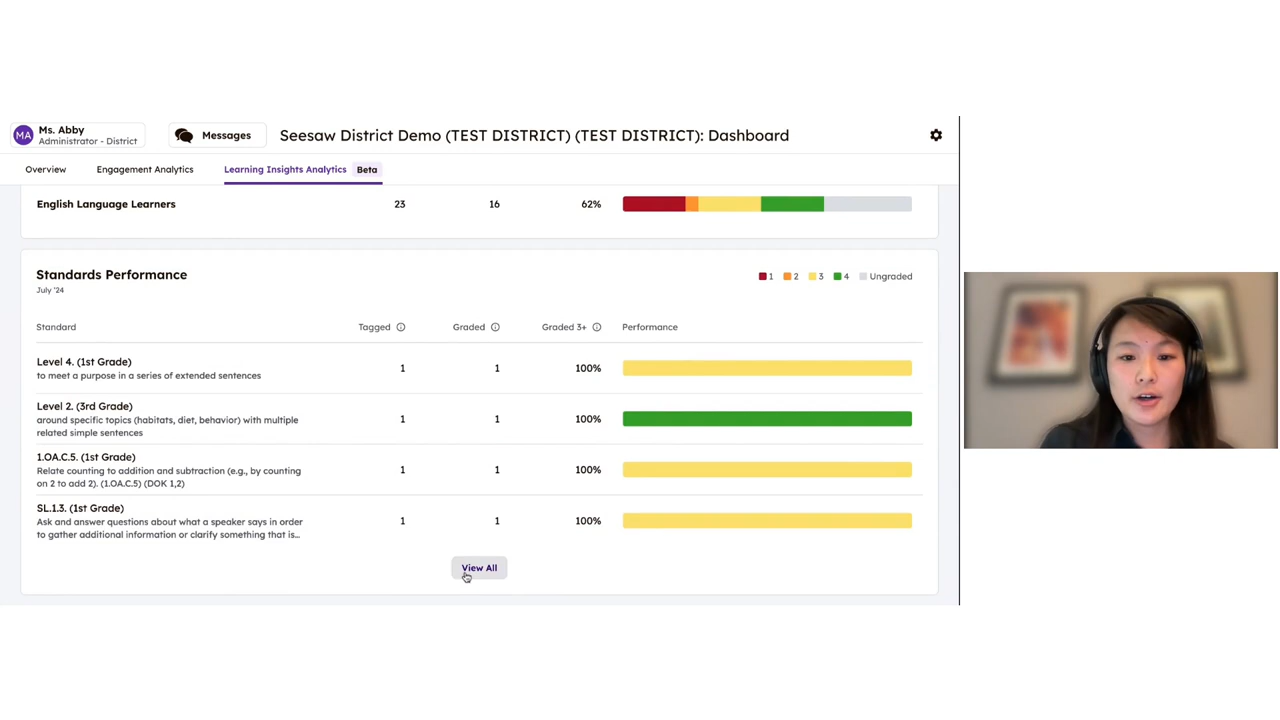 MA
Ms. Abby
Administrator - District
Messages
Seesaw District Demo (TEST DISTRICT) (TEST DISTRICT): Dashboard
Overview
Engagement Analytics
Learning Insights Analytics
Beta
English Language Learners 23 16 62%
Standards Performance
July '24
1 2 3 4 Ungraded
Standard Tagged Graded Graded 3+ Performance
Level 4. (1st Grade)
to meet a purpose in a series of extended sentences
1 1 100%
Level 2. (3rd Grade)
around specific topics (habitats, diet, behavior) with multiple
related simple sentences
1 1 100%
1.OA.C.5. (1st Grade)
Relate counting to addition and subtraction (e.g., by counting
on 2 to add 2). (1.OA.C.5) (DOK 1,2)
1 1 100%
SL.1.3. (1st Grade)
Ask and answer questions about what a speaker says in order
to gather additional information or clarify something that is...
1 1 100%
View All